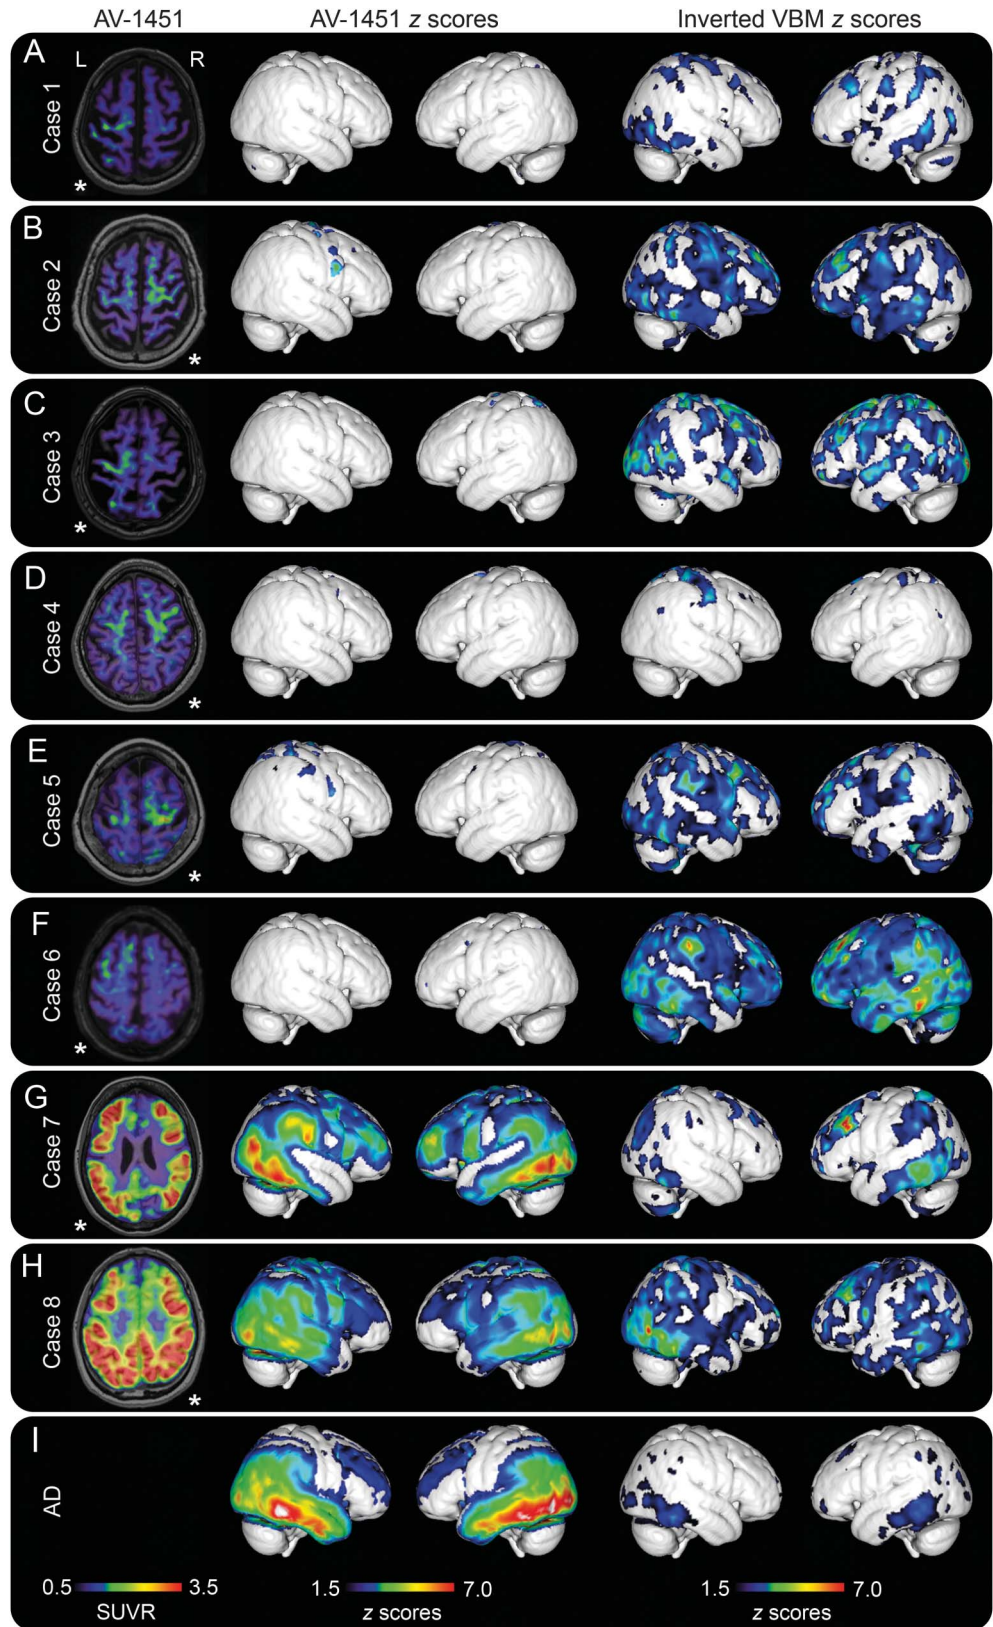 AV-1451 AV-1451 z scores Inverted VBM z scores
A L R
Case 1
*
B
Case 2
*
C
Case 3
*
D
Case 4
*
E
Case 5
*
F
Case 6
*
G
Case 7
*
H
Case 8
*
I
AD
0.5 3.5 1.5 7.0 1.5 7.0
SUVR z scores z scores